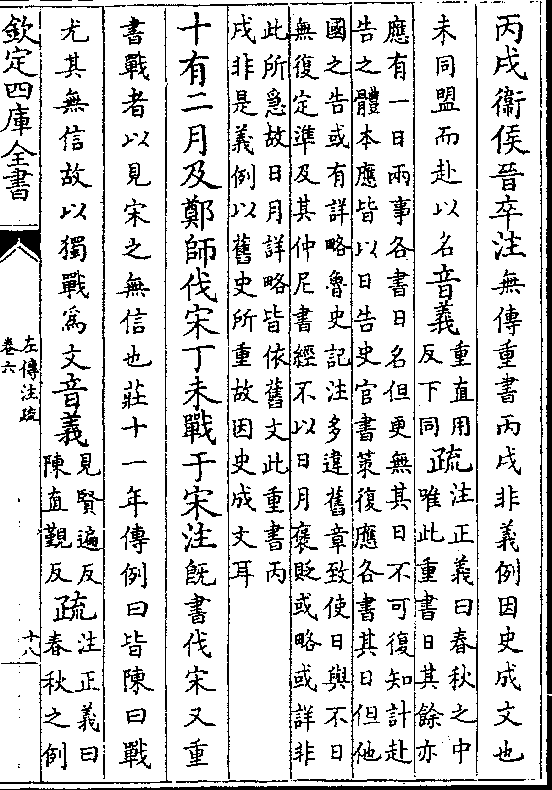 丙戌衛侯晉卒注無傳重書丙戌非義例因史成文也
未同盟而赴以名音義重直用反下同疏注正義曰春秋之中唯此重書日其餘亦
應有一日兩事各書日名但更無其日不可復知計赴
告之體本應皆以日告史官書策復應各書其日但他
國之告或有詳略魯史記注多違舊章致使日與不日
無復定準及其仲尼書經不以日月襃貶或略或詳非
此所急故日月詳略皆依舊文此重書丙
戌非是義例以舊史所重故因史成文耳
十有二月及鄭師伐宋丁未戰于宋注既書伐宋又重
書戰者以見宋之無信也莊十一年傳例曰皆陳曰戰
尤其無信故以獨戰為文音義見賢遍反陳直覲反疏注正義曰春秋之例
欽定四庫全書
左傳注疏
卷六
十八